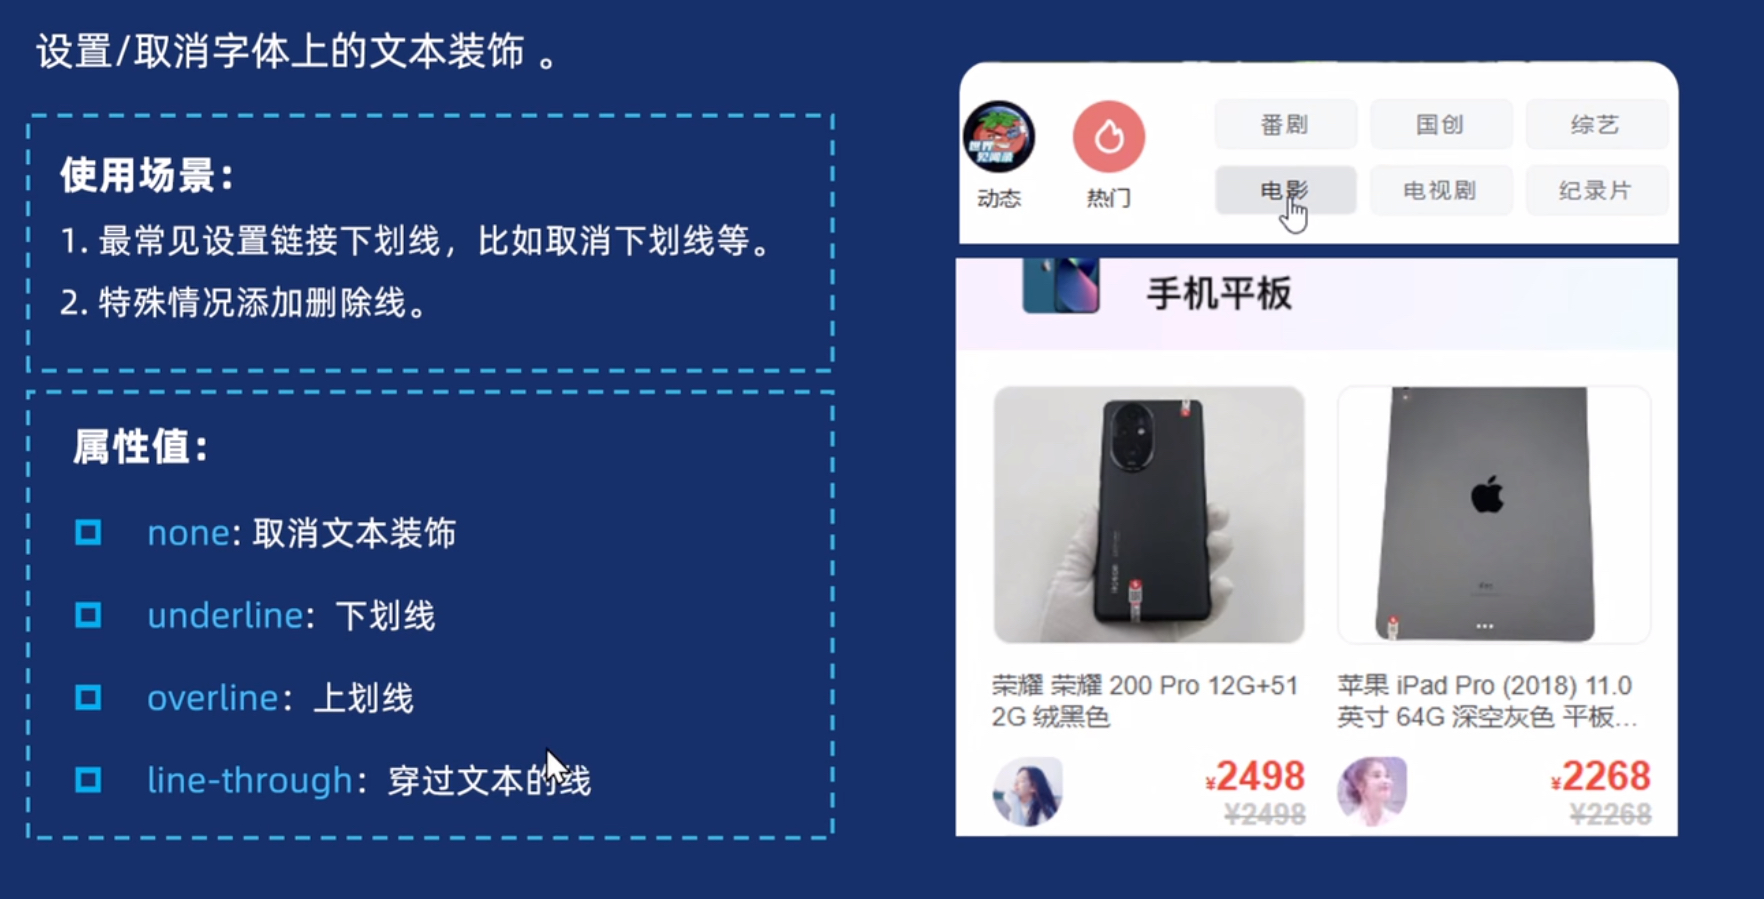 设置/取消字体上的文本装饰 。
使用场景：
1. 最常见设置链接下划线，比如取消下划线等。
2. 特殊情况添加删除线。
属性值：
none: 取消文本装饰
underline：下划线
overline：上划线
line-through：穿过文本的线
世界
见闻录
动态
热门
番剧
国创
综艺
电影
电视剧
纪录片
手机平板
荣耀 荣耀 200 Pro 12G+51
2G 绒黑色
¥2498
¥2498
苹果 iPad Pro (2018) 11.0
英寸 64G 深空灰色 平板...
¥2268
¥2268